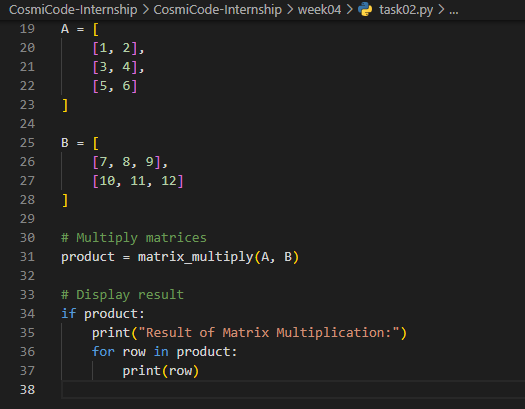 CosmiCode-Internship > CosmiCode-Internship > week04 > task02.py > ...
19 A = [
20     [1, 2],
21     [3, 4],
22     [5, 6]
23 ]
24
25 B = [
26     [7, 8, 9],
27     [10, 11, 12]
28 ]
29
30 # Multiply matrices
31 product = matrix_multiply(A, B)
32
33 # Display result
34 if product:
35     print("Result of Matrix Multiplication:")
36     for row in product:
37         print(row)
38